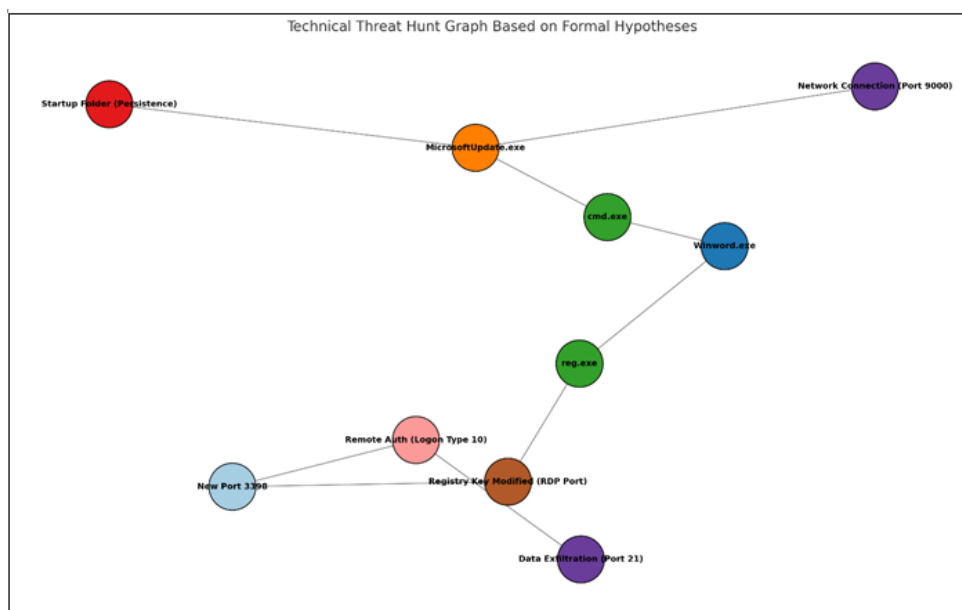 Technical Threat Hunt Graph Based on Formal Hypotheses
Network Connection (Port 9000)
Startup Folder (Persistence)
MicrosoftUpdate.exe
cmd.exe
Winword.exe
reg.exe
Remote Auth (Logon Type 10)
Registry Key Modified (RDP Port)
New Port 3398
Data Exfiltration (Port 21)